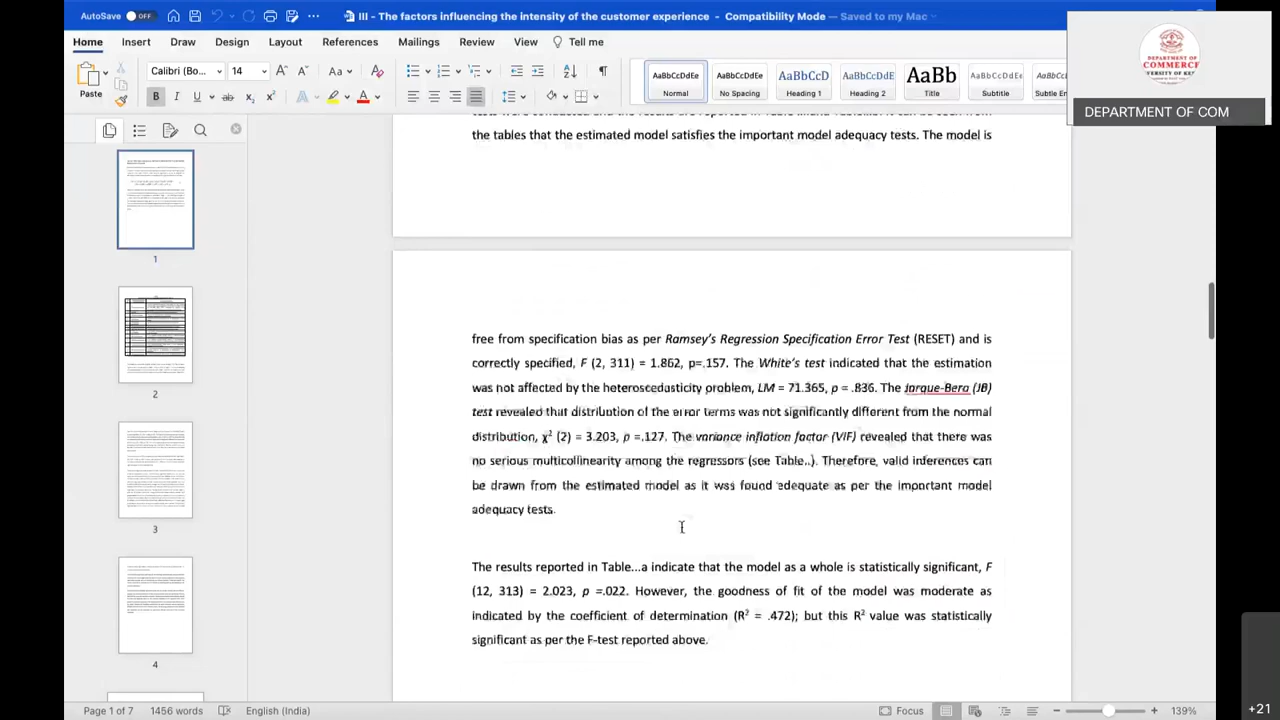 AutoSave OFF III - The factors influencing the intensity of the customer experience - Compatibility Mode — Saved to my Mac
Home Insert Draw Design Layout References Mailings Review View Tell me
Paste
Calibri (Bo... 14
AaBbCcDdEe AaBbCcDdEe AaBbCcD AaBbCcDdE AaBb AaBbCcDdEe AaBbCcDdE
Normal No Spacing Heading 1 Heading 2 Title Subtitle Subtle En
DEPARTMENT OF
COMMERCE
DEPARTMENT OF COM
the tables that the estimated model satisfies the important model adequacy tests. The model is
free from specification bias as per Ramsey's Regression Specification Error Test (RESET) and is
correctly specified, F (2, 311) = 1.862, p=.157. The White's test indicated that the estimation
was not affected by the heteroscedasticity problem, LM = 71.365, p = .836. The Jarque-Bera (JB)
test revealed that distribution of the error terms was not significantly different from the normal
distribution, χ² p =.127. The variance inflation factor (VIF) revealed that there was
no serious multicollinearity among the regressors (see Table..). Therefore, valid inferences can
be drawn from the estimated model as it was found adequate as per the important model
adequacy tests.
The results reported in Table...a indicate that the model as a whole is statistically significant, F
(12, 313) = 2.023, p =.022. However, the goodness of fit of the model was moderate as
indicated by the coefficient of determination (R² = .472); but this R² value was statistically
significant as per the F-test reported above.
1
2
3
4
Page 1 of 7 1456 words English (India) Focus 139%
+21